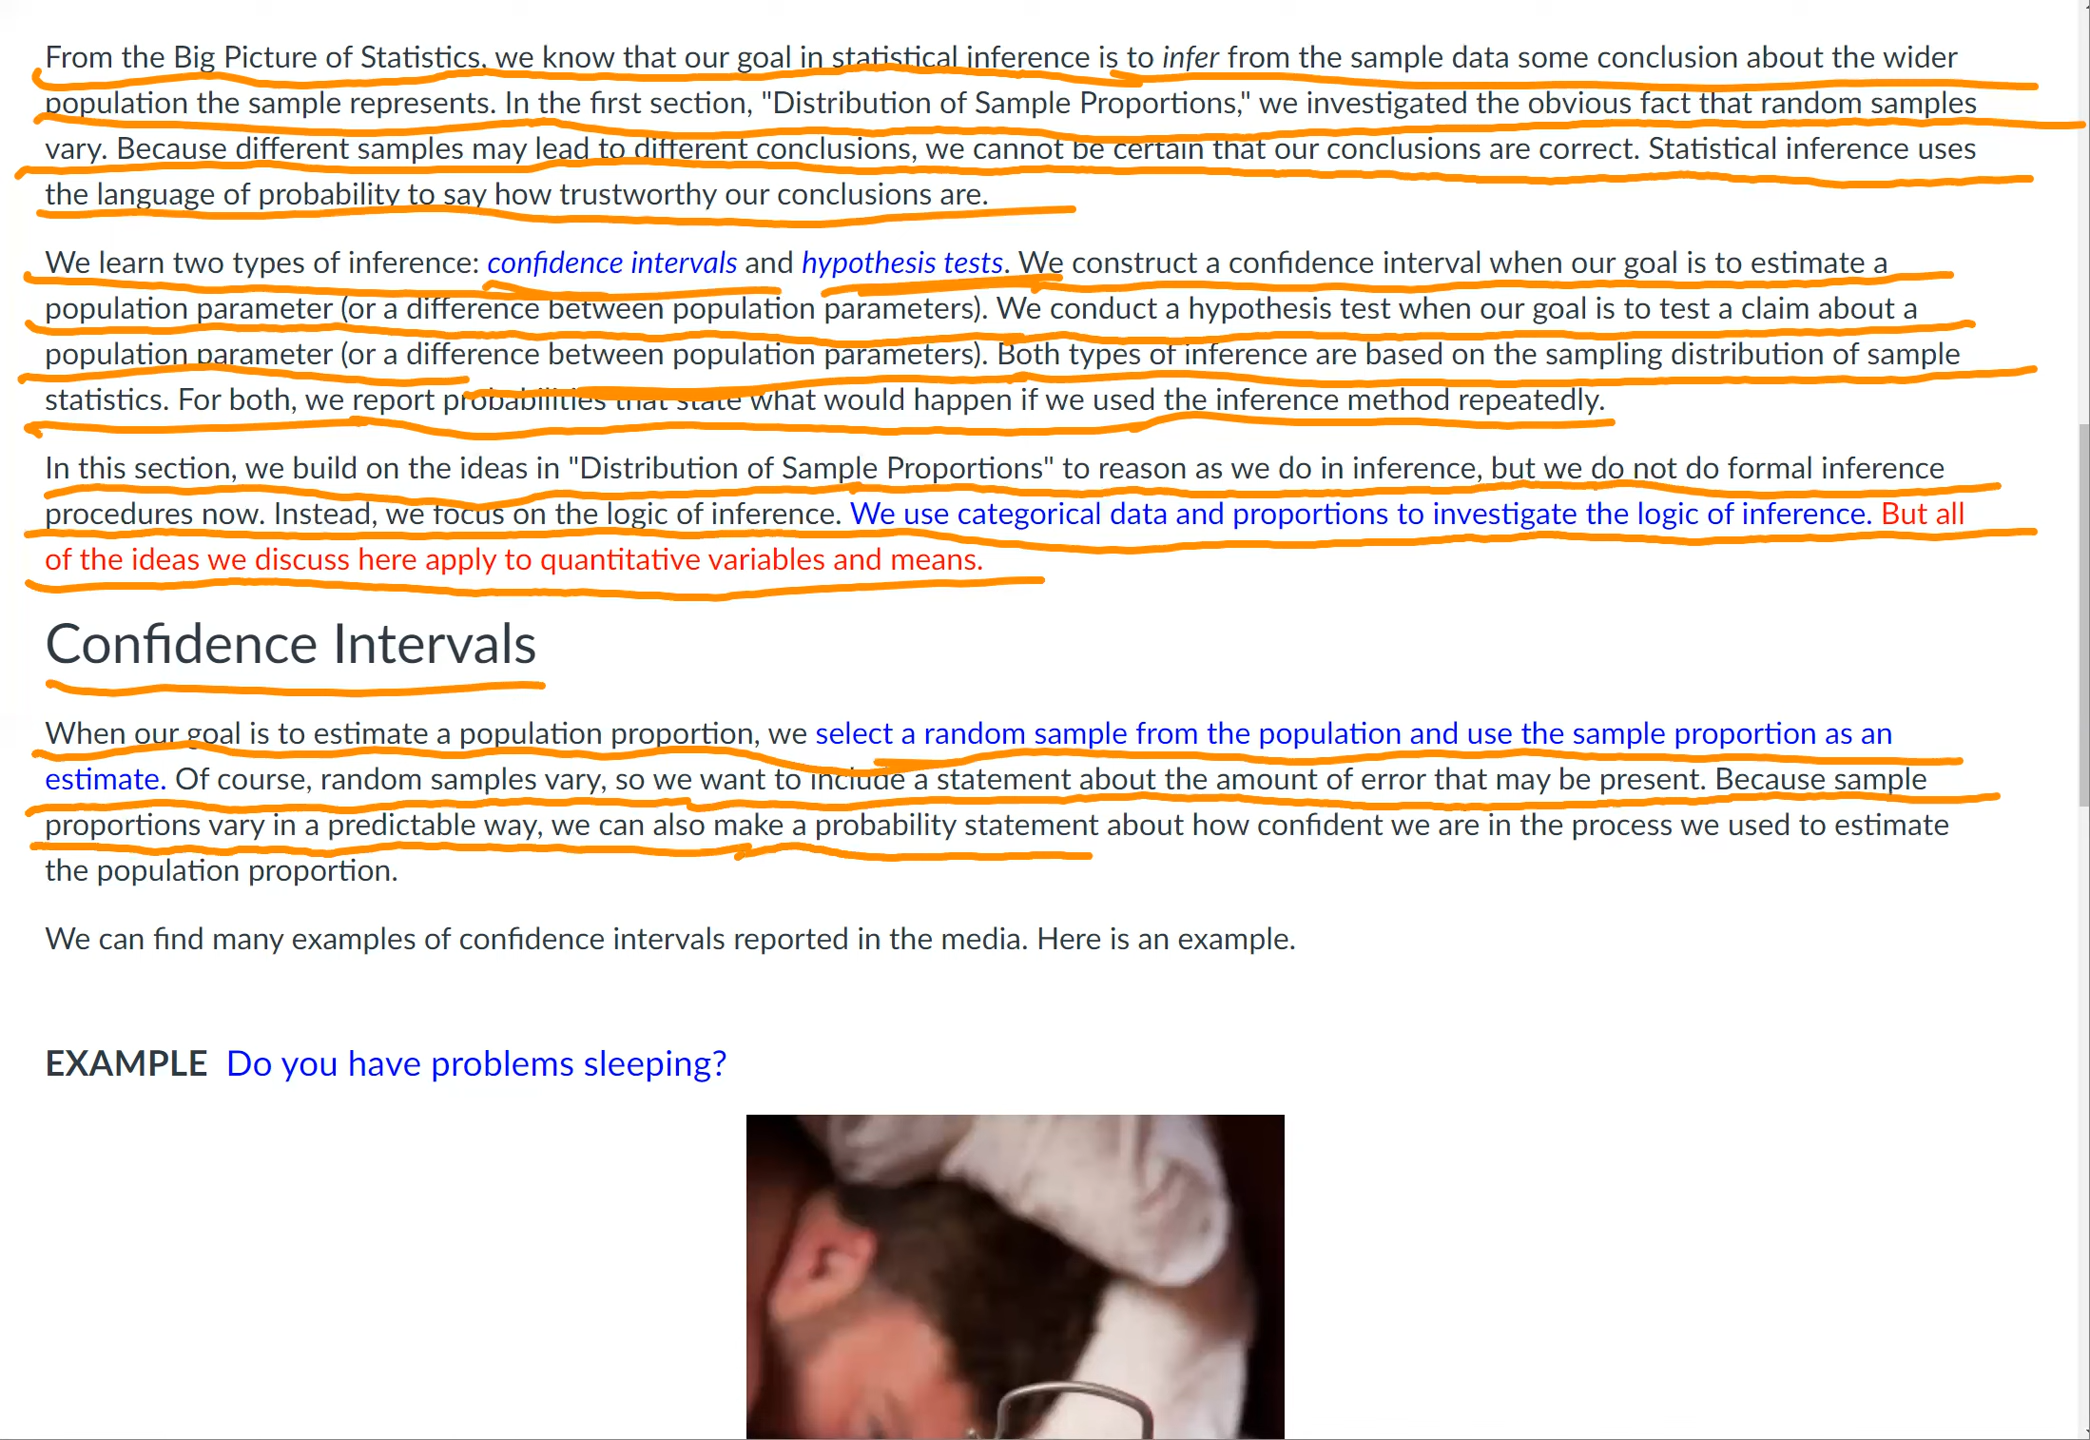 From the Big Picture of Statistics, we know that our goal in statistical inference is to infer from the sample data some conclusion about the wider
population the sample represents. In the first section, "Distribution of Sample Proportions," we investigated the obvious fact that random samples
vary. Because different samples may lead to different conclusions, we cannot be certain that our conclusions are correct. Statistical inference uses
the language of probability to say how trustworthy our conclusions are.
We learn two types of inference: confidence intervals and hypothesis tests. We construct a confidence interval when our goal is to estimate a
population parameter (or a difference between population parameters). We conduct a hypothesis test when our goal is to test a claim about a
population parameter (or a difference between population parameters). Both types of inference are based on the sampling distribution of sample
statistics. For both, we report probabilities that state what would happen if we used the inference method repeatedly.
In this section, we build on the ideas in "Distribution of Sample Proportions" to reason as we do in inference, but we do not do formal inference
procedures now. Instead, we focus on the logic of inference. We use categorical data and proportions to investigate the logic of inference. But all
of the ideas we discuss here apply to quantitative variables and means.
Confidence Intervals
When our goal is to estimate a population proportion, we select a random sample from the population and use the sample proportion as an
estimate. Of course, random samples vary, so we want to include a statement about the amount of error that may be present. Because sample
proportions vary in a predictable way, we can also make a probability statement about how confident we are in the process we used to estimate
the population proportion.
We can find many examples of confidence intervals reported in the media. Here is an example.
EXAMPLE Do you have problems sleeping?